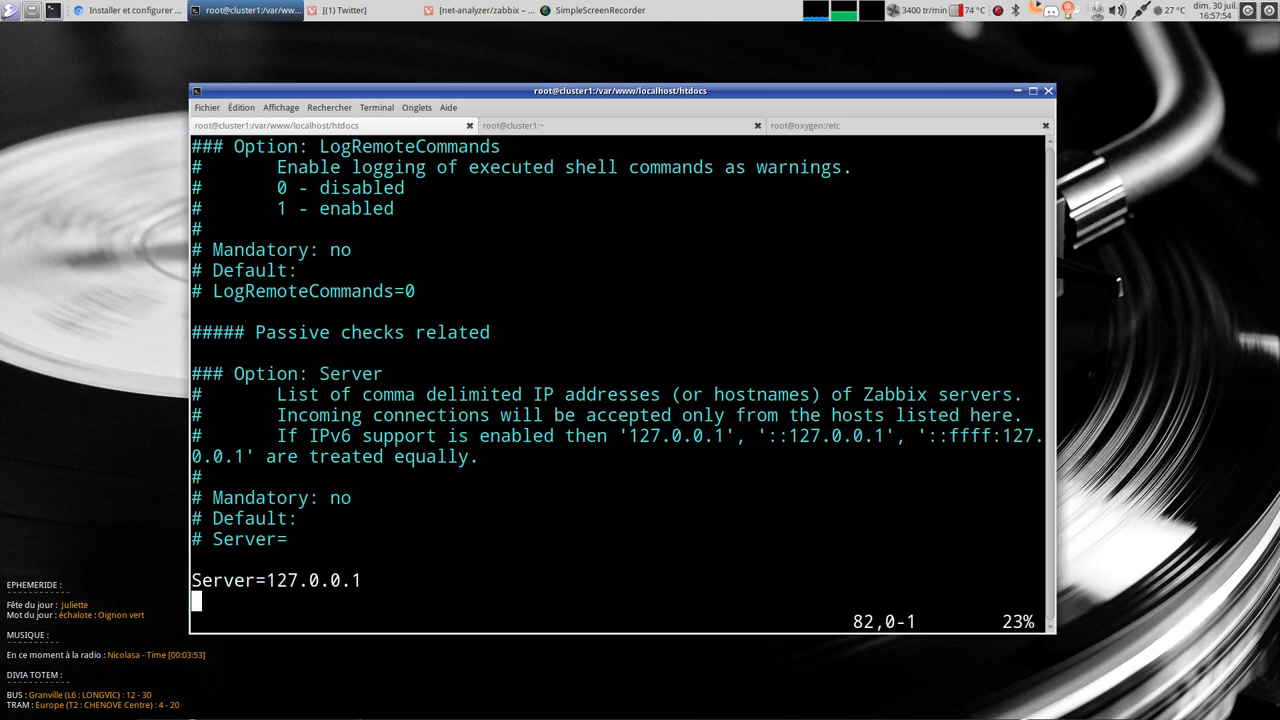 Installer et configurer ...
root@cluster1:/var/ww...
[(1) Twitter]
[net-analyzer/zabbix – ...
SimpleScreenRecorder
3400 tr/min
74 °C
27 °C
dim. 30 juil.
16:57:54
root@cluster1:/var/www/localhost/htdocs
Fichier Édition Affichage Rechercher Terminal Onglets Aide
root@cluster1:/var/www/localhost/htdocs
root@cluster1:~
root@oxygen:/etc
### Option: LogRemoteCommands
# Enable logging of executed shell commands as warnings.
# 0 - disabled
# 1 - enabled
#
# Mandatory: no
# Default:
# LogRemoteCommands=0
##### Passive checks related
### Option: Server
# List of comma delimited IP addresses (or hostnames) of Zabbix servers.
# Incoming connections will be accepted only from the hosts listed here.
# If IPv6 support is enabled then '127.0.0.1', '::127.0.0.1', '::ffff:127.
0.0.1' are treated equally.
#
# Mandatory: no
# Default:
# Server=
Server=127.0.0.1
82,0-1 23%
EPHEMERIDE :
Fête du jour : Juliette
Mot du jour : échalote : Oignon vert
MUSIQUE :
En ce moment à la radio : Nicolasa - Time [00:03:53]
DIVIA TOTEM :
BUS : Granville (L6 : LONGVIC) : 12 - 30
TRAM : Europe (T2 : CHENOVE Centre) : 4 - 20